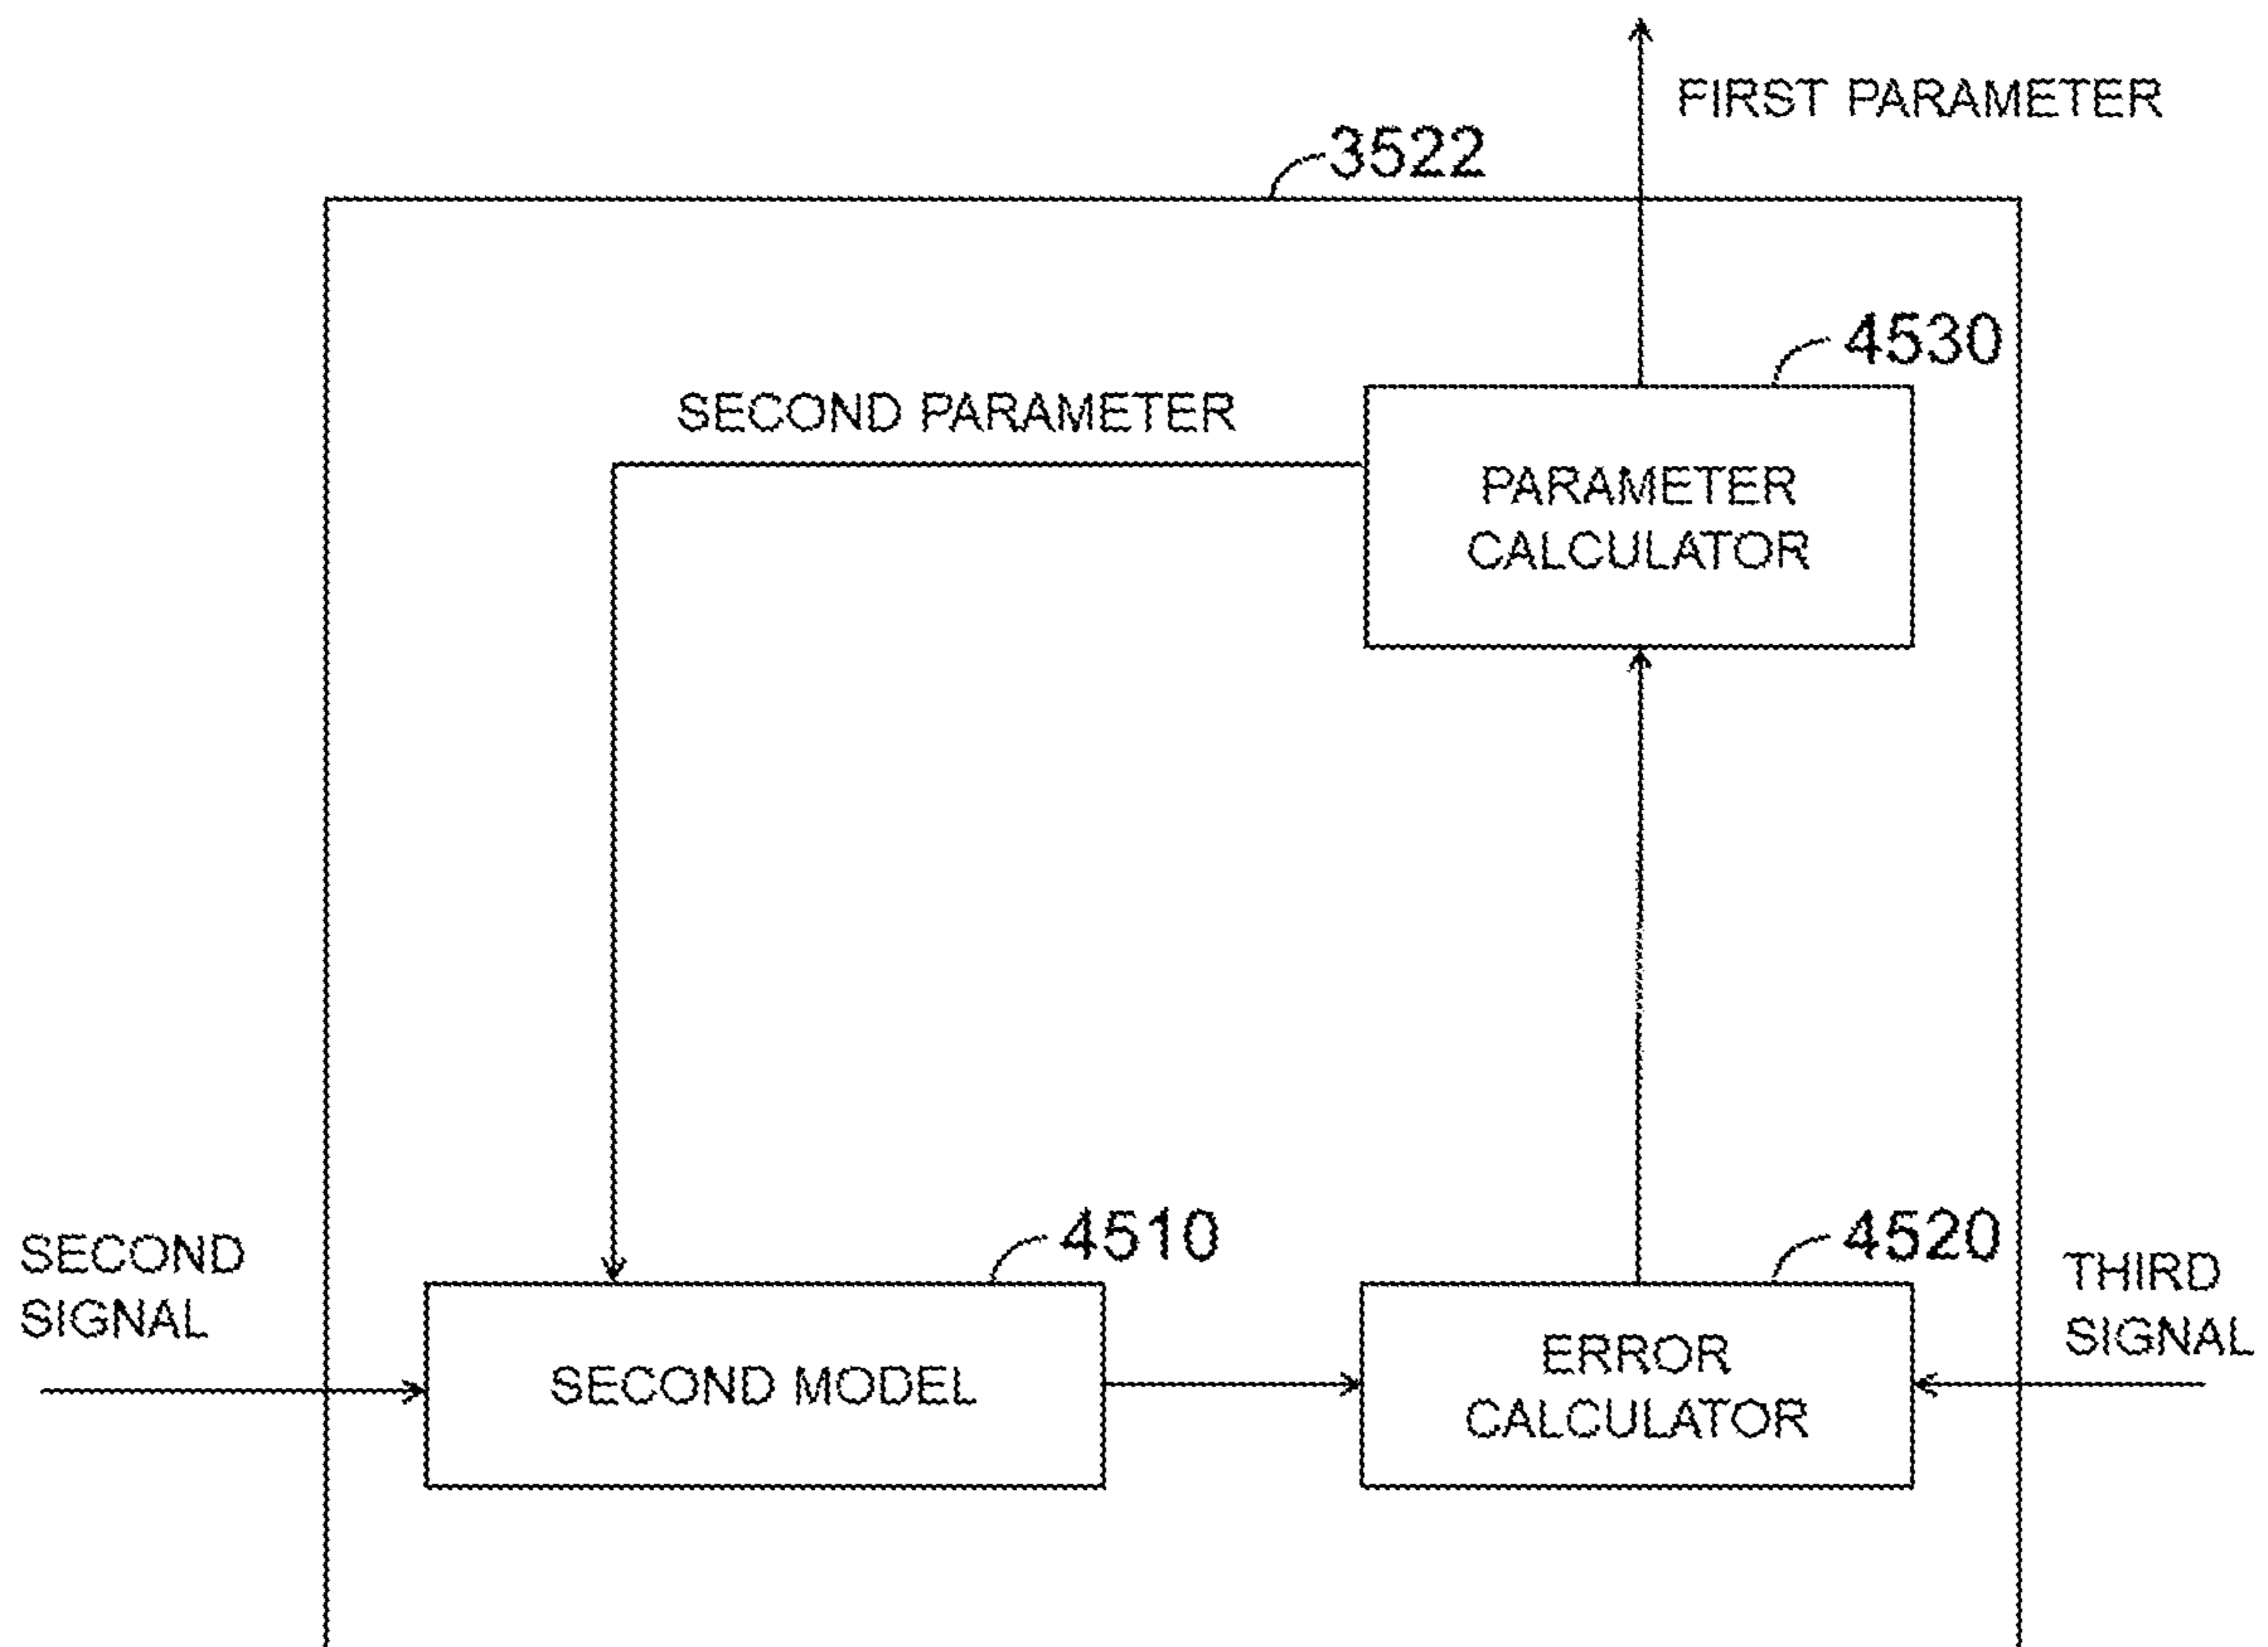 FIRST PARAMETER
3522
4530
SECOND PARAMETER
PARAMETER
CALCULATOR
4510
4520
SECOND
SIGNAL
THIRD
SIGNAL
SECOND MODEL
ERROR
CALCULATOR